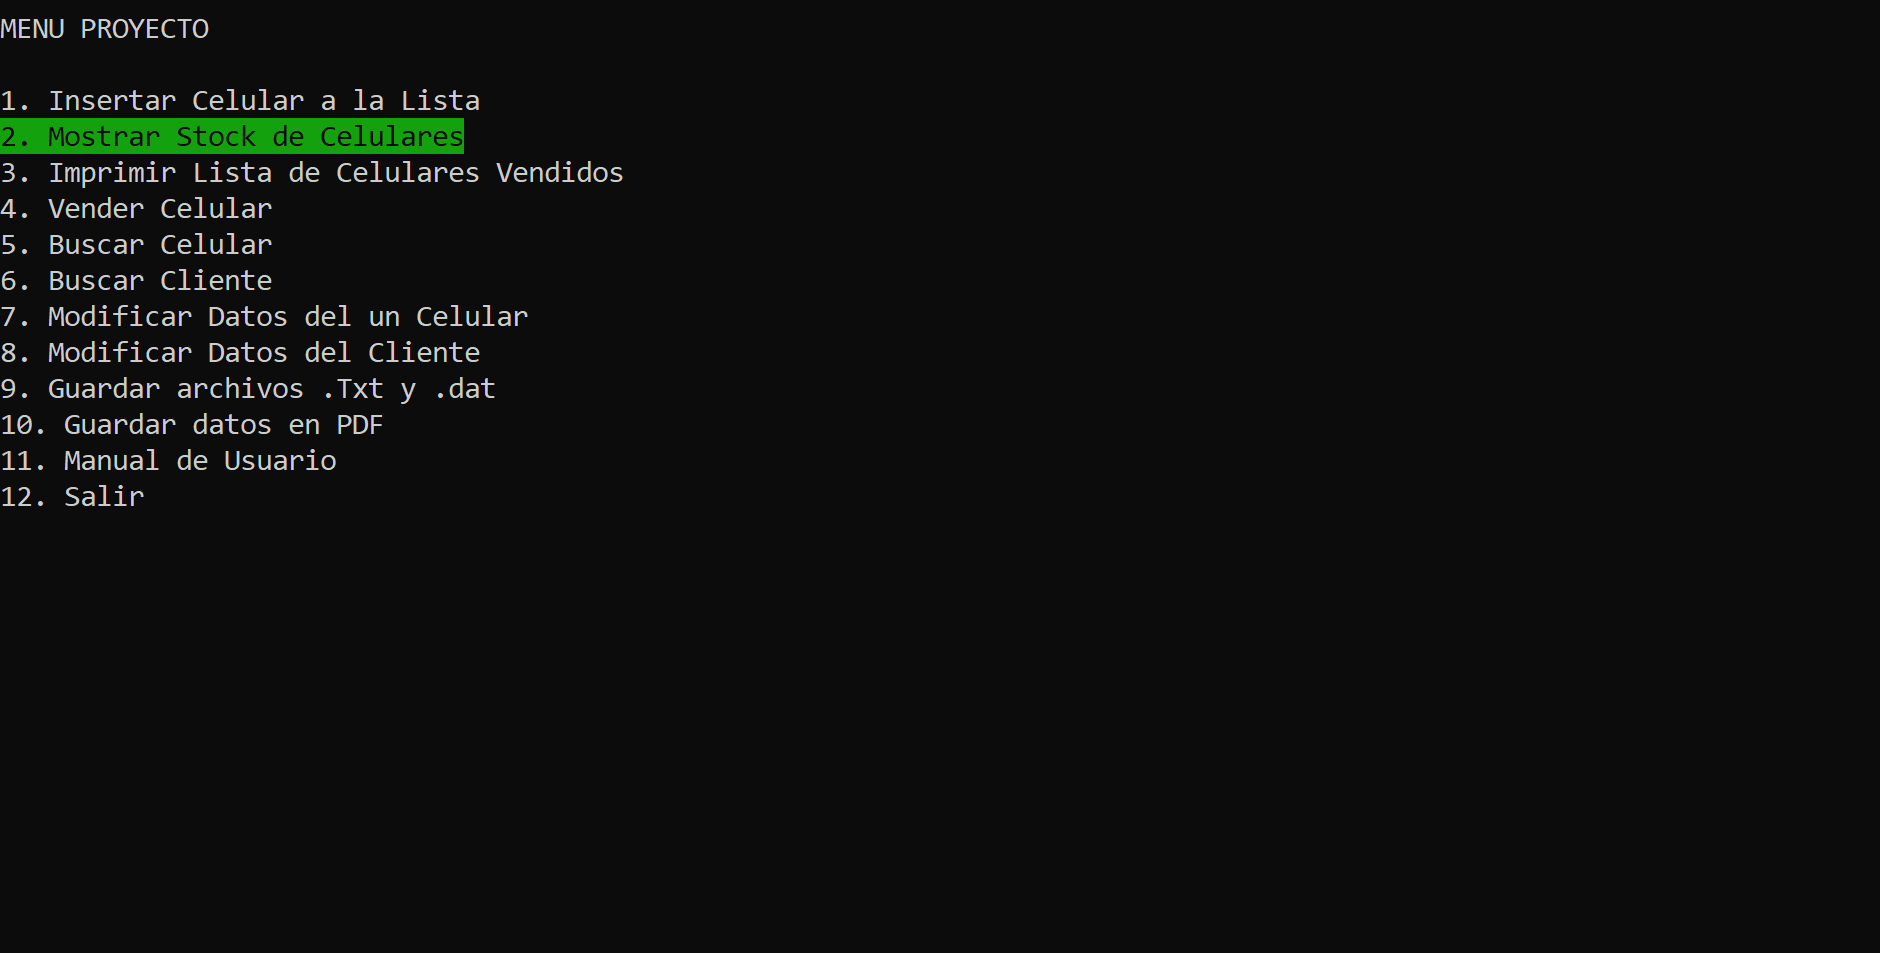 MENU PROYECTO
1. Insertar Celular a la Lista
2. Mostrar Stock de Celulares
3. Imprimir Lista de Celulares Vendidos
4. Vender Celular
5. Buscar Celular
6. Buscar Cliente
7. Modificar Datos del un Celular
8. Modificar Datos del Cliente
9. Guardar archivos .Txt y .dat
10. Guardar datos en PDF
11. Manual de Usuario
12. Salir